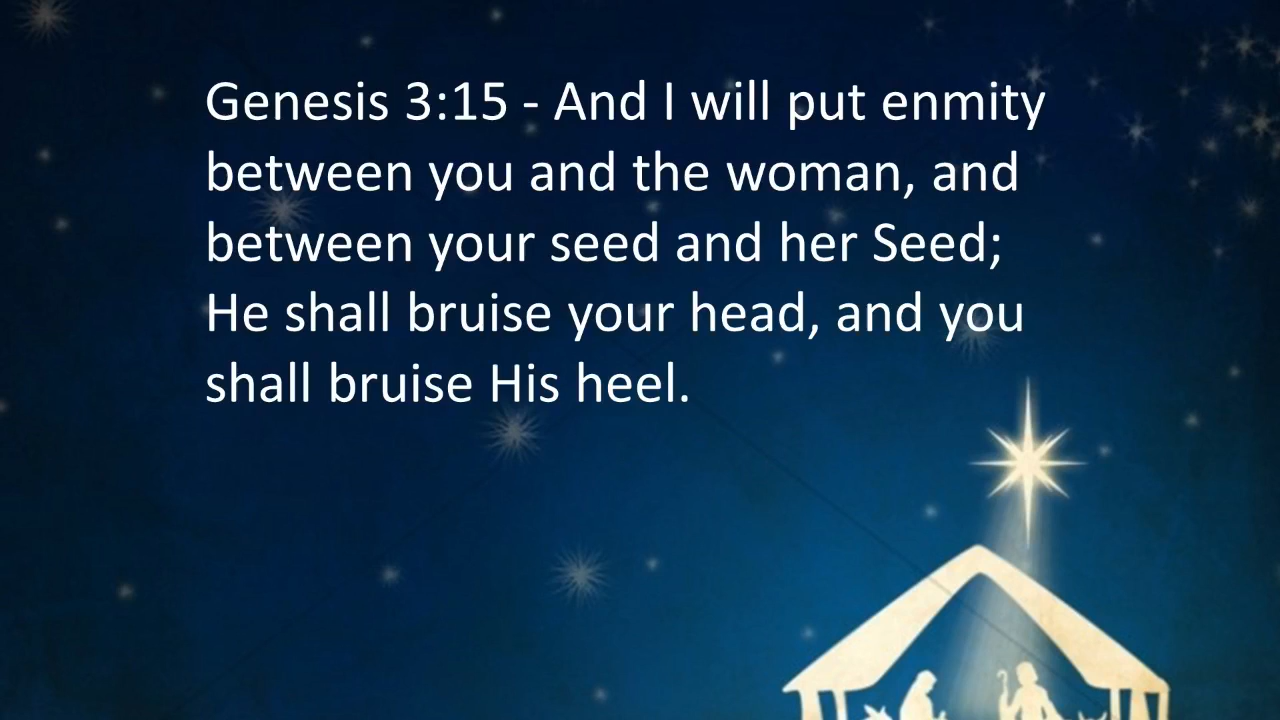 Genesis 3:15 - And I will put enmity
between you and the woman, and
between your seed and her Seed;
He shall bruise your head, and you
shall bruise His heel.